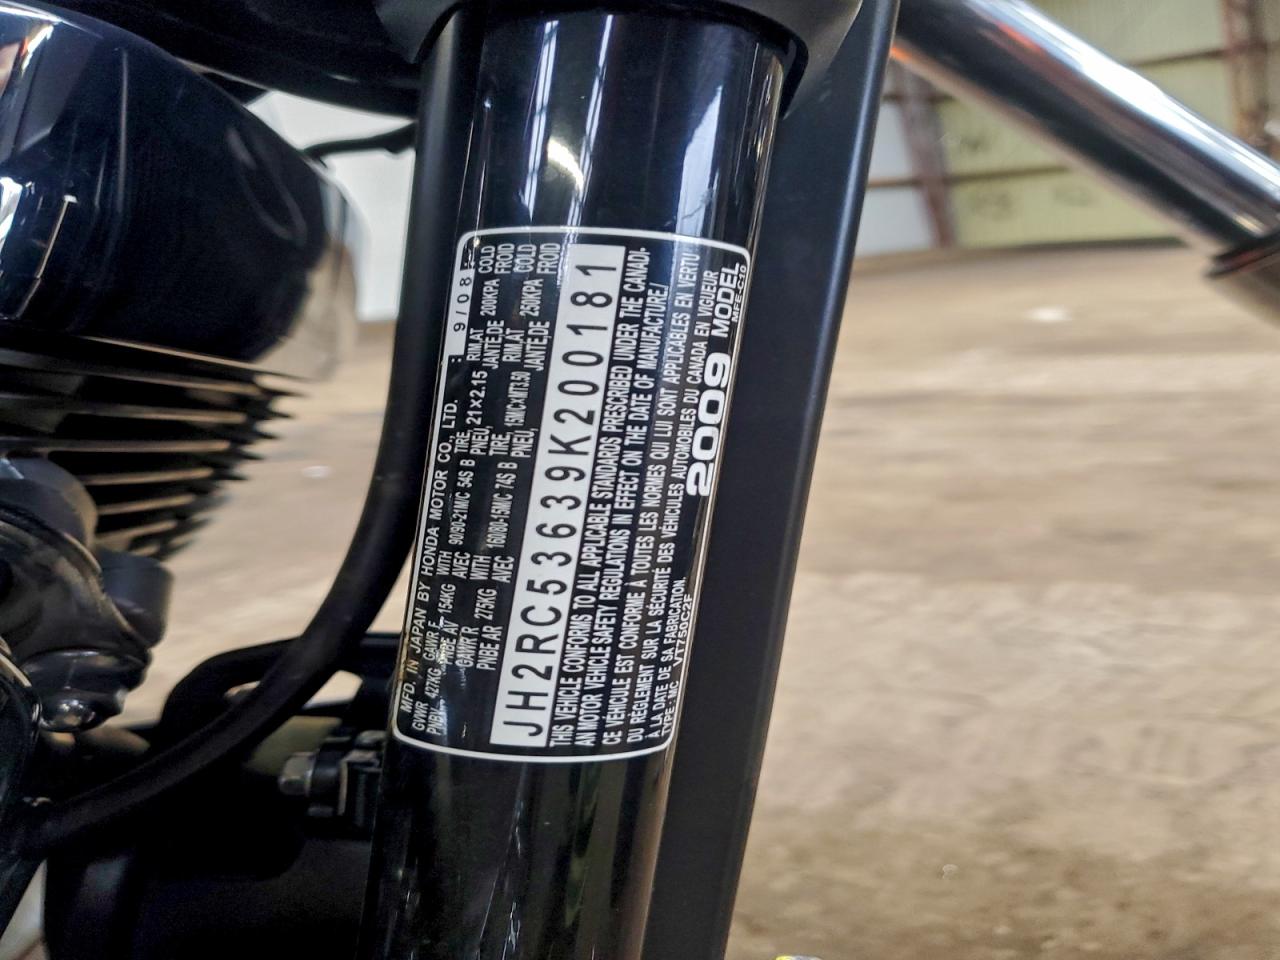 MFD. IN JAPAN BY HONDA MOTOR CO., LTD. : 9/08
GVWR 427KG GAWR F 154KG WITH 90/90-21M/C 54S B TIRE, 21×2.15 RIM,AT 200KPA COLD
PNBE AV AVEC PNEU, JANTE,DE FROID
GAWR R 275KG WITH 160/80-15M/C 74S B TIRE, 15M/C×MT3.50 RIM,AT 250KPA COLD
PNBE AR AVEC PNEU, JANTE,DE FROID
JH2RC53639K200181
THIS VEHICLE CONFORMS TO ALL APPLICABLE STANDARDS PRESCRIBED UNDER THE CANADI-
AN MOTOR VEHICLE SAFETY REGULATIONS IN EFFECT ON THE DATE OF MANUFACTURE./
CE VÉHICULE EST CONFORME À TOUTES LES NORMES QUI LUI SONT APPLICABLES EN VERTU
DU RÈGLEMENT SUR LA SÉCURITÉ DES VÉHICULES AUTOMOBILES DU CANADA EN VIGUEUR
À LA DATE DE SA FABRICATION. 2009 MODEL
TYPE : MC VT750C2F MFE-C10